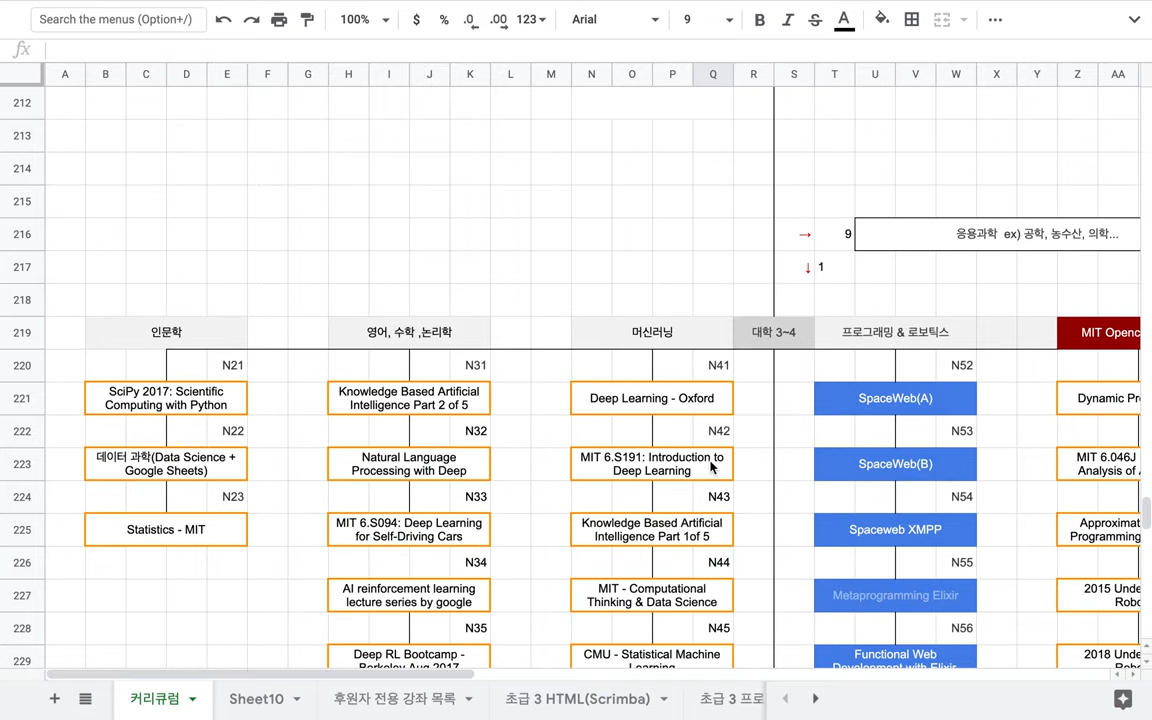 Search the menus (Option+/)
100%
$
%
.0
.00
123
Arial
9
B
I
S
A
fx
A B C D E F G H I J K L M N O P Q R S T U V W X Y Z AA
212
213
214
215
216 → 9 응용과학 ex) 공학, 농수산, 의학...
217 ↓ 1
218
219 인문학 영어, 수학 ,논리학 머신러닝 대학 3~4 프로그래밍 & 로보틱스 MIT Openc
220 N21 N31 N41 N52
221
SciPy 2017: Scientific
Computing with Python
Knowledge Based Artificial
Intelligence Part 2 of 5
Deep Learning - Oxford
SpaceWeb(A)
Dynamic Pr
222 N22 N32 N42 N53
223
데이터 과학(Data Science +
Google Sheets)
Natural Language
Processing with Deep
MIT 6.S191: Introduction to
Deep Learning
SpaceWeb(B)
MIT 6.046J
Analysis of
224 N23 N33 N43 N54
225
Statistics - MIT
MIT 6.S094: Deep Learning
for Self-Driving Cars
Knowledge Based Artificial
Intelligence Part 1of 5
Spaceweb XMPP
Approximat
Programming
226 N34 N44 N55
227
AI reinforcement learning
lecture series by google
MIT - Computational
Thinking & Data Science
Metaprogramming Elixir
2015 Unde
Robo
228 N35 N45 N56
229
Deep RL Bootcamp -
Berkeley Aug 2017
CMU - Statistical Machine
Learning
Functional Web
Development with Elixir
2018 Unde
Robo
커리큘럼
Sheet10
후원자 전용 강좌 목록
초급 3 HTML(Scrimba)
초급 3 프로